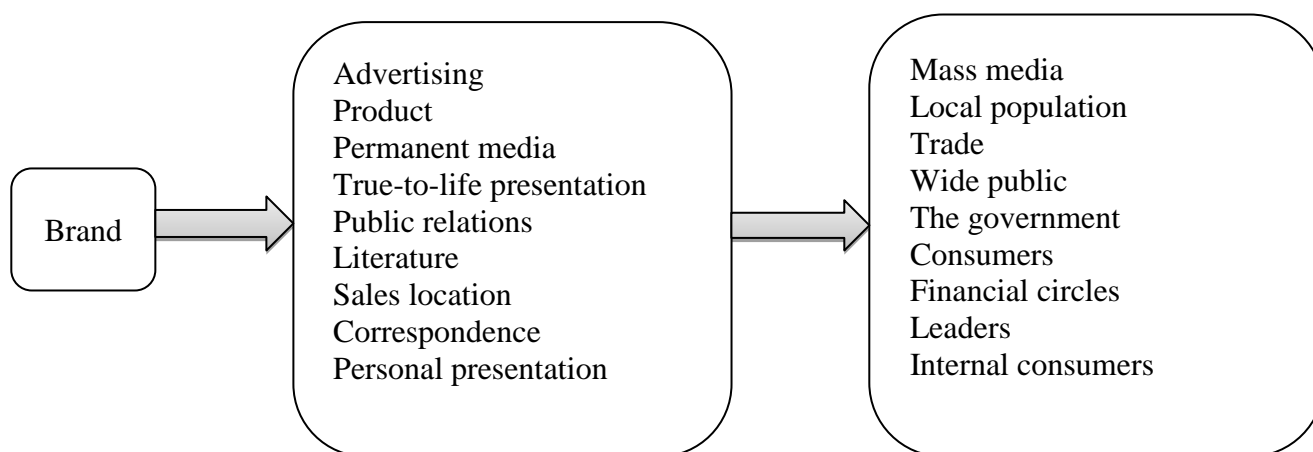 Brand
Advertising
Product
Permanent media
True-to-life presentation
Public relations
Literature
Sales location
Correspondence
Personal presentation
Mass media
Local population
Trade
Wide public
The government
Consumers
Financial circles
Leaders
Internal consumers